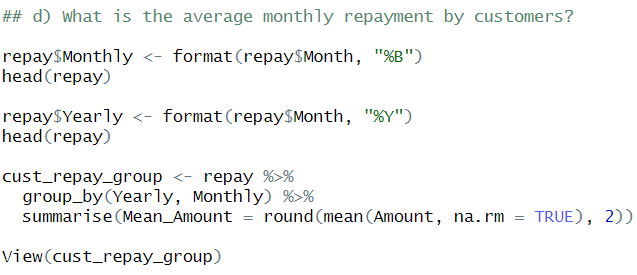 ## d) What is the average monthly repayment by customers?
repay$Monthly <- format(repay$Month, "%B")
head(repay)
repay$Yearly <- format(repay$Month, "%Y")
head(repay)
cust_repay_group <- repay %>%
  group_by(Yearly, Monthly) %>%
  summarise(Mean_Amount = round(mean(Amount, na.rm = TRUE), 2))
View(cust_repay_group)